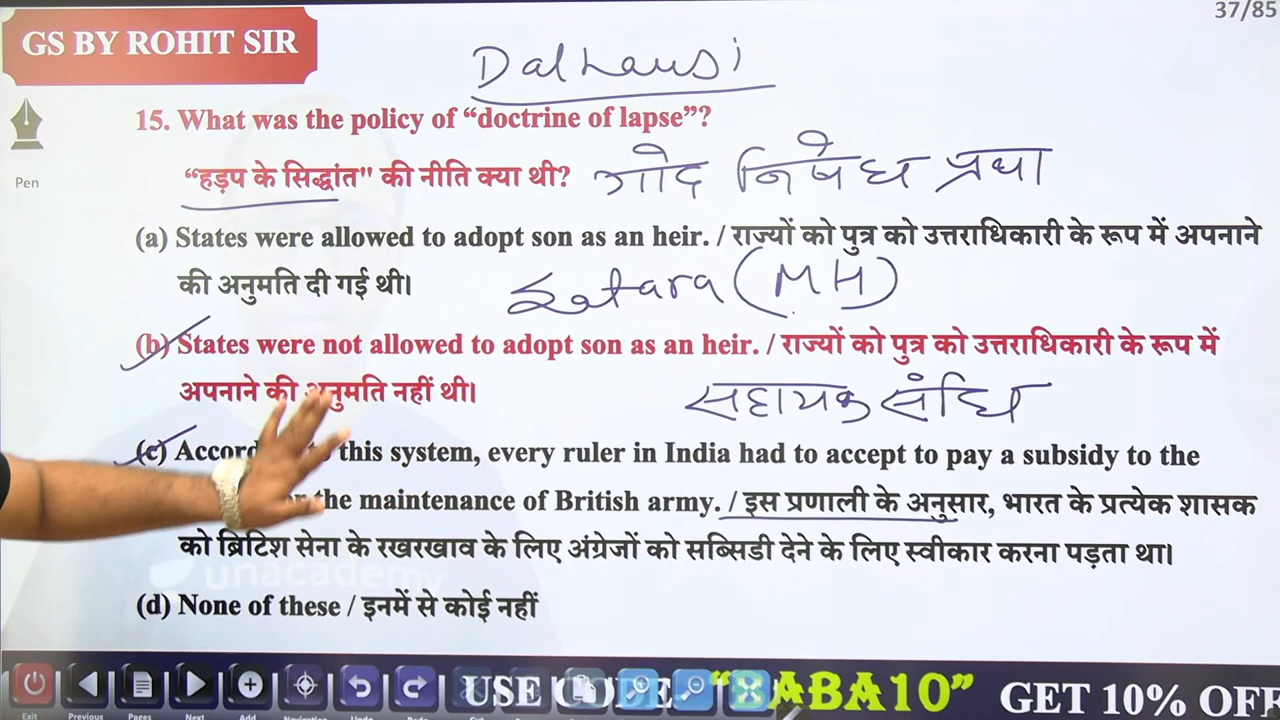 37/85
GS BY ROHIT SIR
Dalhausi
15. What was the policy of “doctrine of lapse”?
Pen
“हड़प के सिद्धांत" की नीति क्या थी? गोद निषेध प्रथा
(a) States were allowed to adopt son as an heir. / राज्यों को पुत्र को उत्तराधिकारी के रूप में अपनाने
की अनुमति दी गई थी।
Satara (MH)
(b) States were not allowed to adopt son as an heir. / राज्यों को पुत्र को उत्तराधिकारी के रूप में
अपनाने की अनुमति नहीं थी।
सहायक संधि
(c) this system, every ruler in India had to accept to pay a subsidy to the
the maintenance of British army. / इस प्रणाली के अनुसार, भारत के प्रत्येक शासक
को ब्रिटिश सेना के रखरखाव के लिए अंग्रेजों को सब्सिडी देने के लिए स्वीकार करना पड़ता था।
unacademy
(d) None of these / इनमें से कोई नहीं
USE CODE “BABA10” GET 10% OFF
Exit Previous Pages Next Add